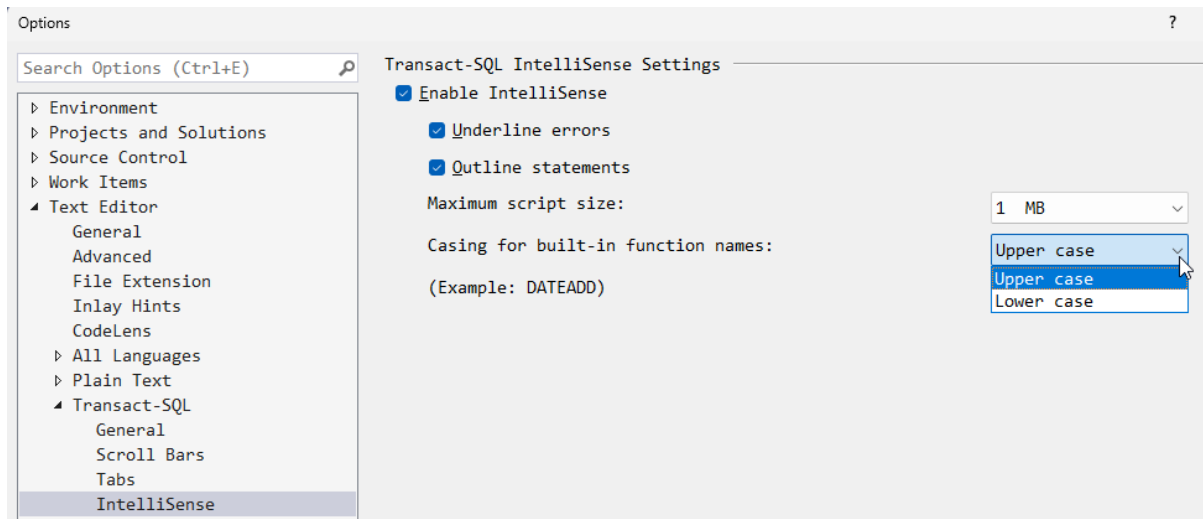 Options
?
Search Options (Ctrl+E)
Environment
Projects and Solutions
Source Control
Work Items
Text Editor
General
Advanced
File Extension
Inlay Hints
CodeLens
All Languages
Plain Text
Transact-SQL
General
Scroll Bars
Tabs
IntelliSense
Transact-SQL IntelliSense Settings
Enable IntelliSense
Underline errors
Outline statements
Maximum script size:
1 MB
Casing for built-in function names:
Upper case
Upper case
Lower case
(Example: DATEADD)